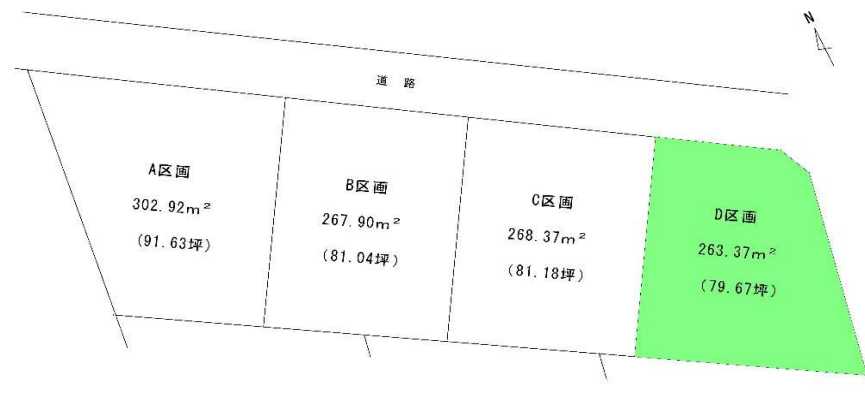 N
道 路
A区画
302.92m²
(91.63坪)
B区画
267.90m²
(81.04坪)
C区画
268.37m²
(81.18坪)
D区画
263.37m²
(79.67坪)